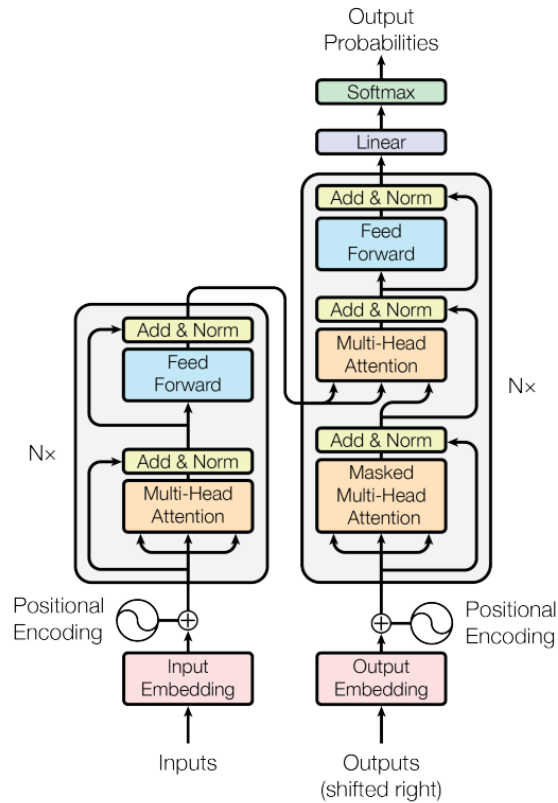 Output
Probabilities
Softmax
Linear
Add & Norm
Feed
Forward
Add & Norm
Multi-Head
Attention
Add & Norm
Masked
Multi-Head
Attention
N×
Add & Norm
Feed
Forward
Add & Norm
Multi-Head
Attention
N×
Positional
Encoding
Positional
Encoding
Input
Embedding
Output
Embedding
Inputs
Outputs
(shifted right)